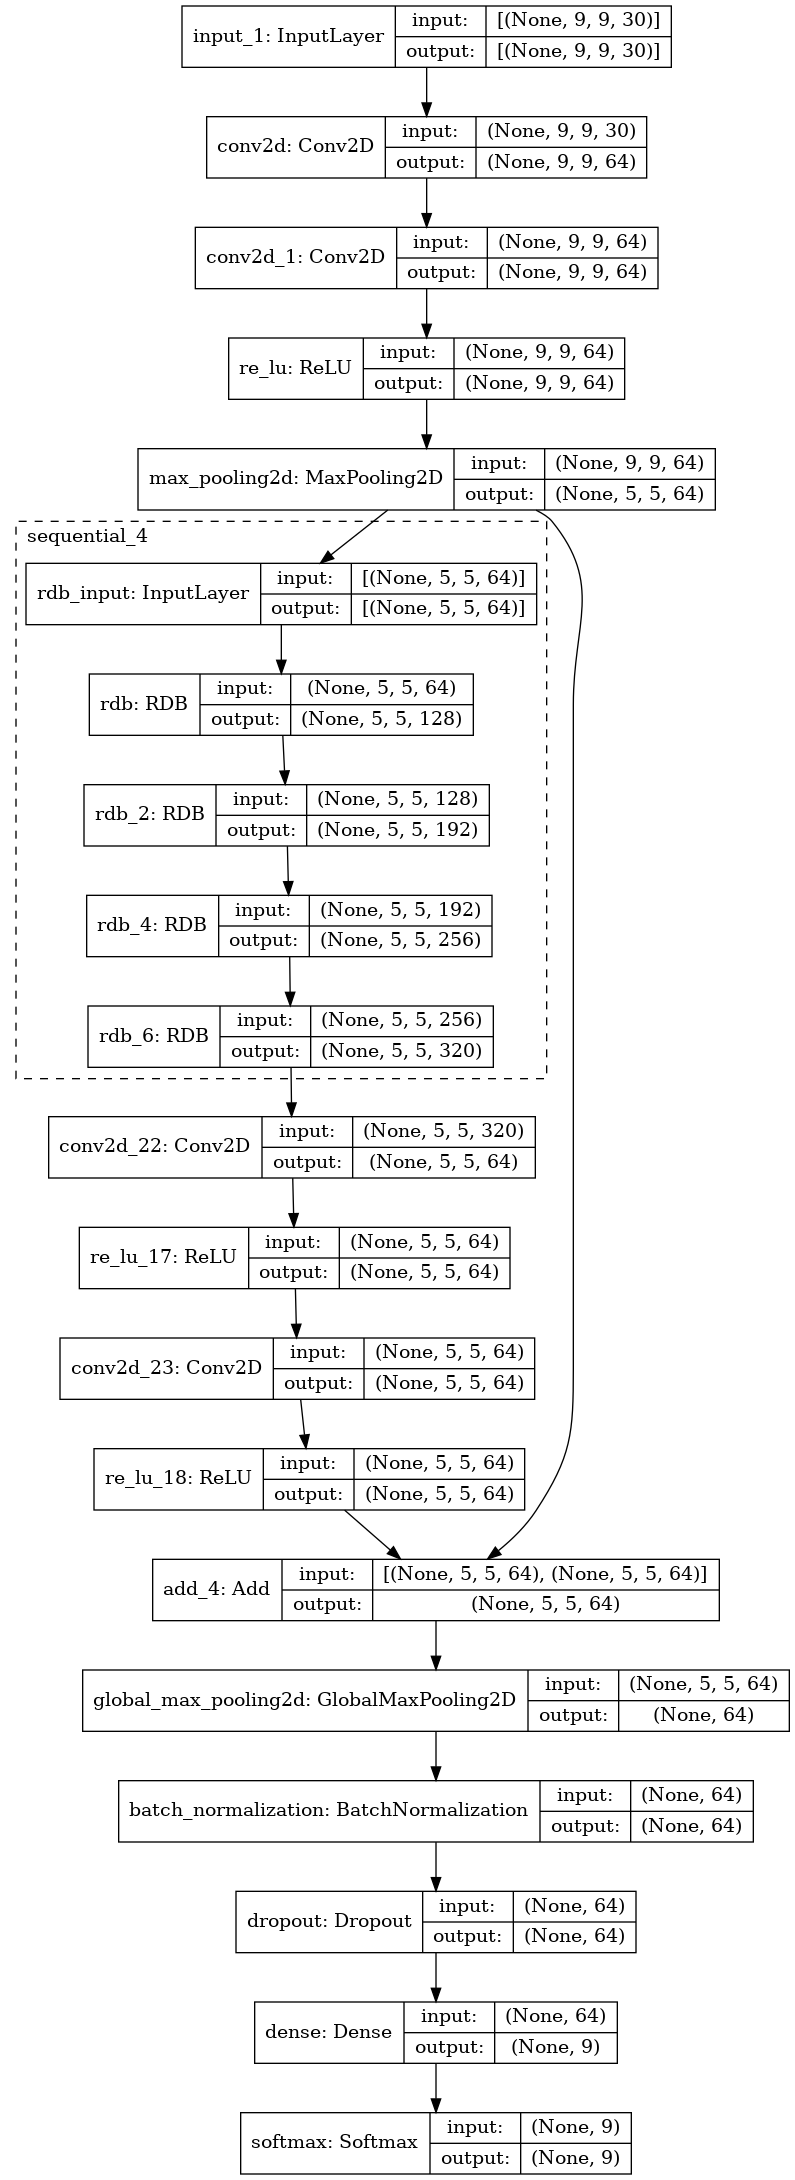 input_1: InputLayer
input: [(None, 9, 9, 30)]
output: [(None, 9, 9, 30)]
conv2d: Conv2D
input: (None, 9, 9, 30)
output: (None, 9, 9, 64)
conv2d_1: Conv2D
input: (None, 9, 9, 64)
output: (None, 9, 9, 64)
re_lu: ReLU
input: (None, 9, 9, 64)
output: (None, 9, 9, 64)
max_pooling2d: MaxPooling2D
input: (None, 9, 9, 64)
output: (None, 5, 5, 64)
sequential_4
rdb_input: InputLayer
input: [(None, 5, 5, 64)]
output: [(None, 5, 5, 64)]
rdb: RDB
input: (None, 5, 5, 64)
output: (None, 5, 5, 128)
rdb_2: RDB
input: (None, 5, 5, 128)
output: (None, 5, 5, 192)
rdb_4: RDB
input: (None, 5, 5, 192)
output: (None, 5, 5, 256)
rdb_6: RDB
input: (None, 5, 5, 256)
output: (None, 5, 5, 320)
conv2d_22: Conv2D
input: (None, 5, 5, 320)
output: (None, 5, 5, 64)
re_lu_17: ReLU
input: (None, 5, 5, 64)
output: (None, 5, 5, 64)
conv2d_23: Conv2D
input: (None, 5, 5, 64)
output: (None, 5, 5, 64)
re_lu_18: ReLU
input: (None, 5, 5, 64)
output: (None, 5, 5, 64)
add_4: Add
input: [(None, 5, 5, 64), (None, 5, 5, 64)]
output: (None, 5, 5, 64)
global_max_pooling2d: GlobalMaxPooling2D
input: (None, 5, 5, 64)
output: (None, 64)
batch_normalization: BatchNormalization
input: (None, 64)
output: (None, 64)
dropout: Dropout
input: (None, 64)
output: (None, 64)
dense: Dense
input: (None, 64)
output: (None, 9)
softmax: Softmax
input: (None, 9)
output: (None, 9)